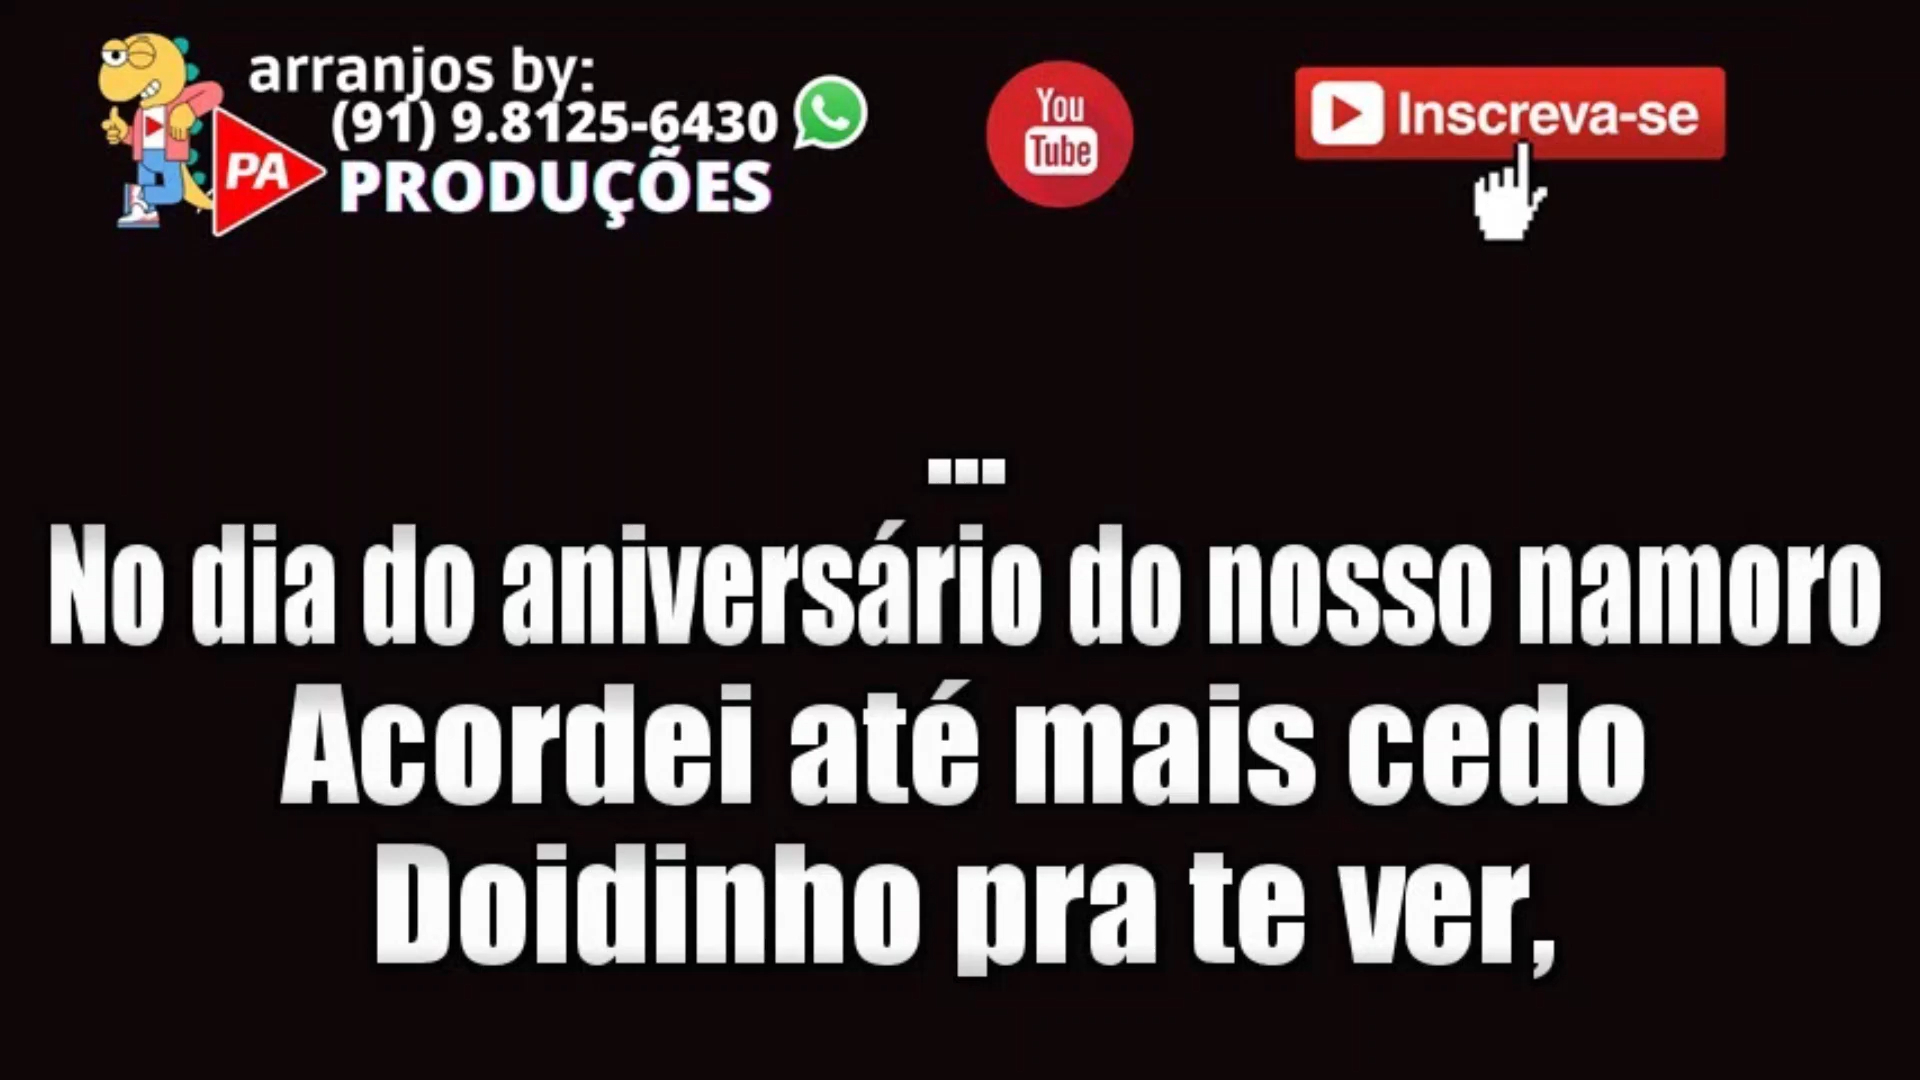 arranjos by:
(91) 9.8125-6430
PA
PRODUÇÕES
You
Tube
Inscreva-se
...
No dia do aniversário do nosso namoro
Acordei até mais cedo
Doidinho pra te ver,